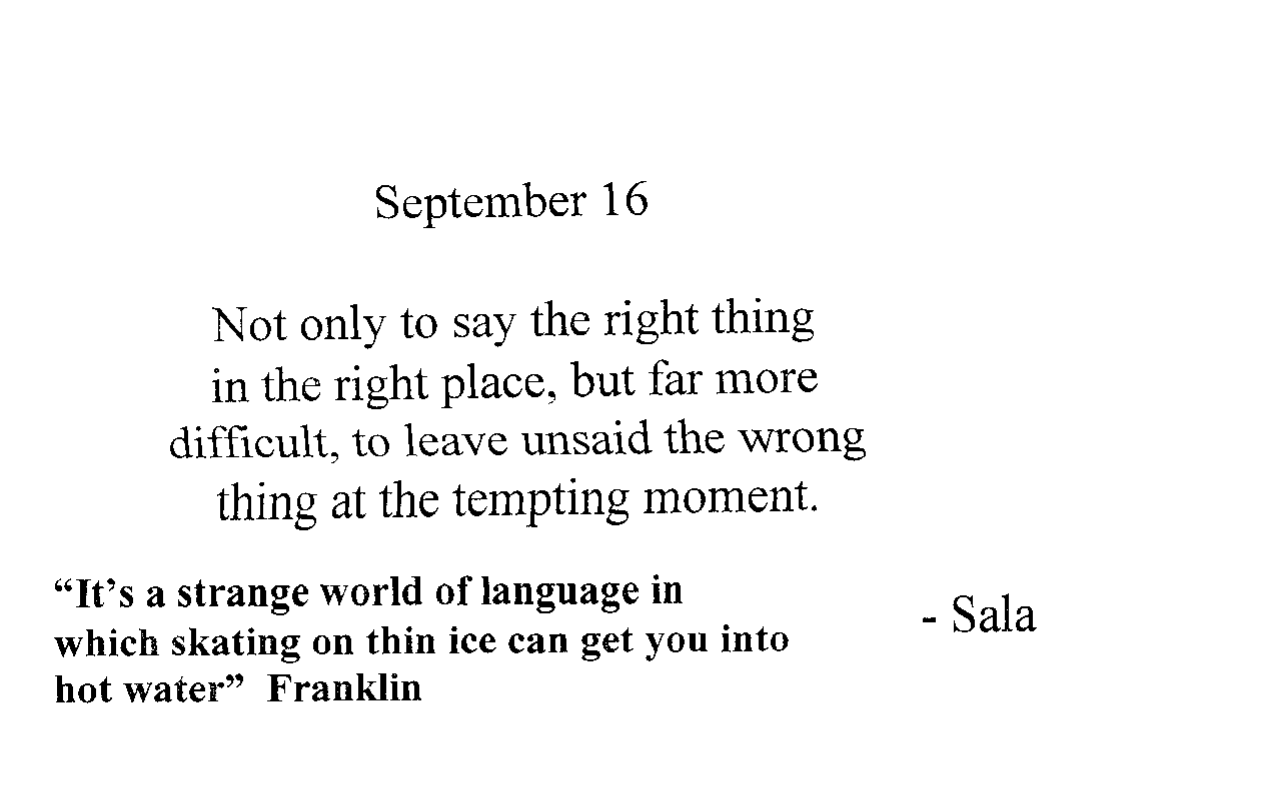 September 16
Not only to say the right thing
in the right place, but far more
difficult, to leave unsaid the wrong
thing at the tempting moment.
- Sala
“It’s a strange world of language in
which skating on thin ice can get you into
hot water” Franklin